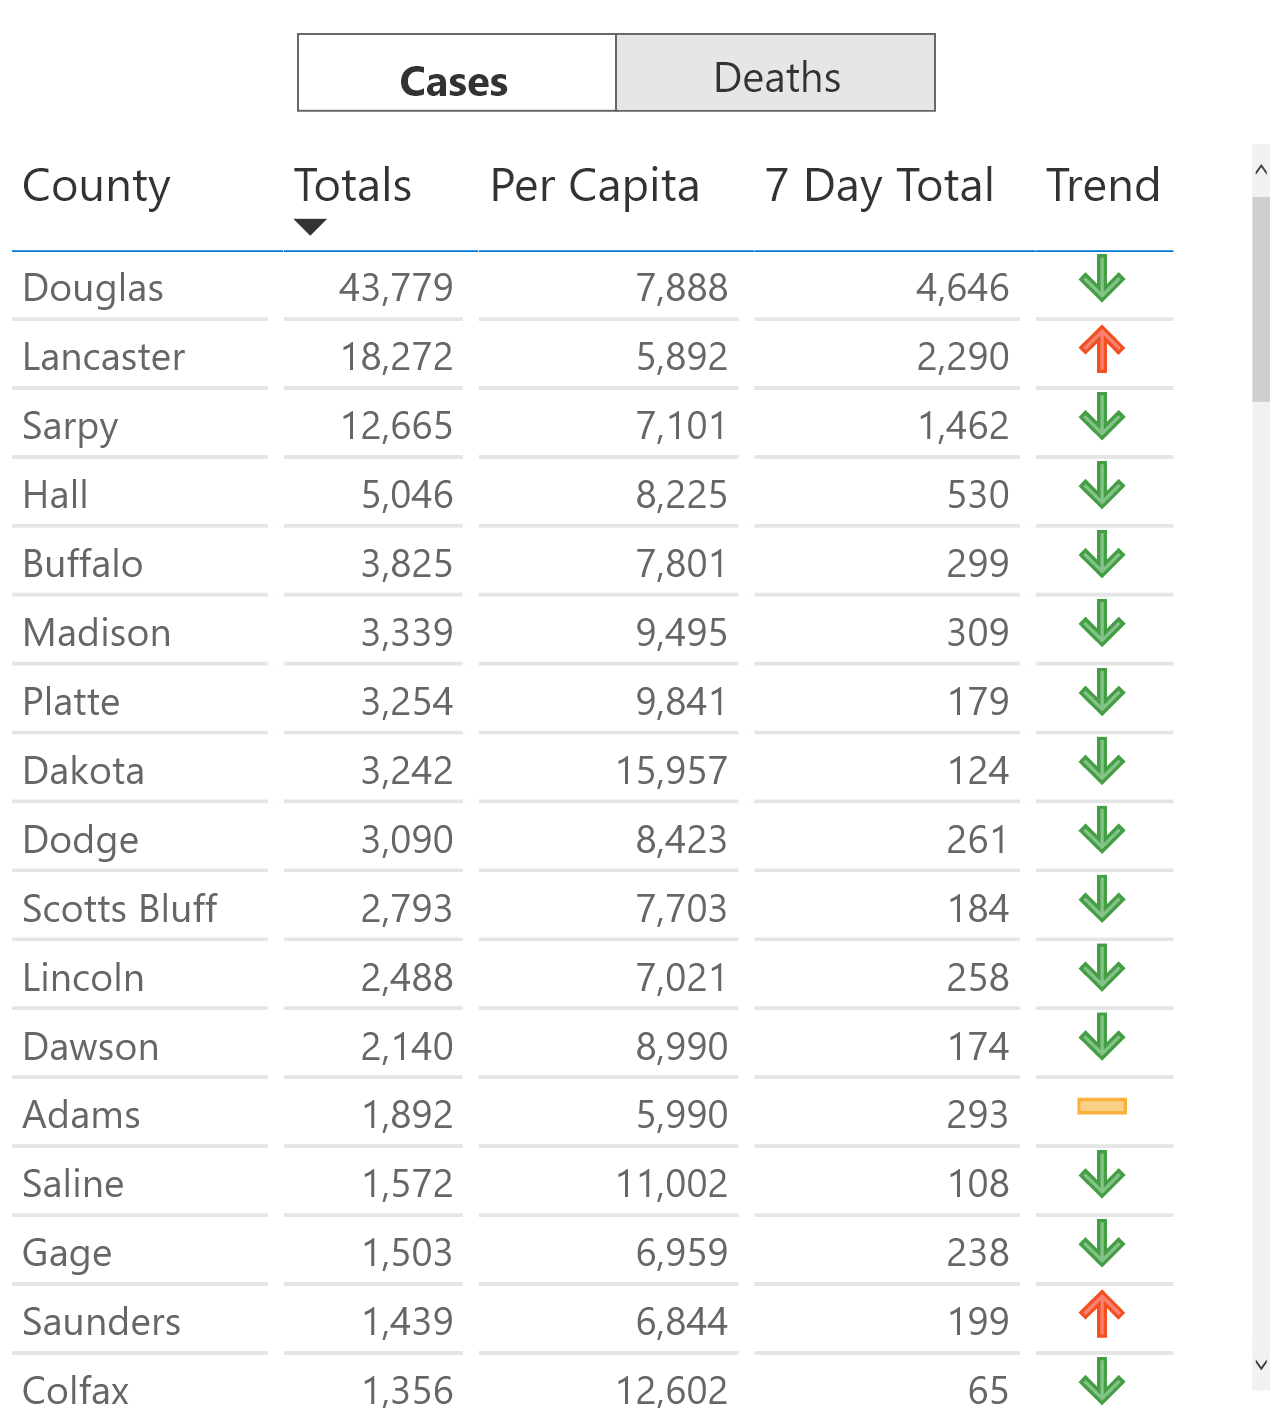 Cases Deaths
County Totals Per Capita 7 Day Total Trend
Douglas 43,779 7,888 4,646
Lancaster 18,272 5,892 2,290
Sarpy 12,665 7,101 1,462
Hall 5,046 8,225 530
Buffalo 3,825 7,801 299
Madison 3,339 9,495 309
Platte 3,254 9,841 179
Dakota 3,242 15,957 124
Dodge 3,090 8,423 261
Scotts Bluff 2,793 7,703 184
Lincoln 2,488 7,021 258
Dawson 2,140 8,990 174
Adams 1,892 5,990 293
Saline 1,572 11,002 108
Gage 1,503 6,959 238
Saunders 1,439 6,844 199
Colfax 1,356 12,602 65